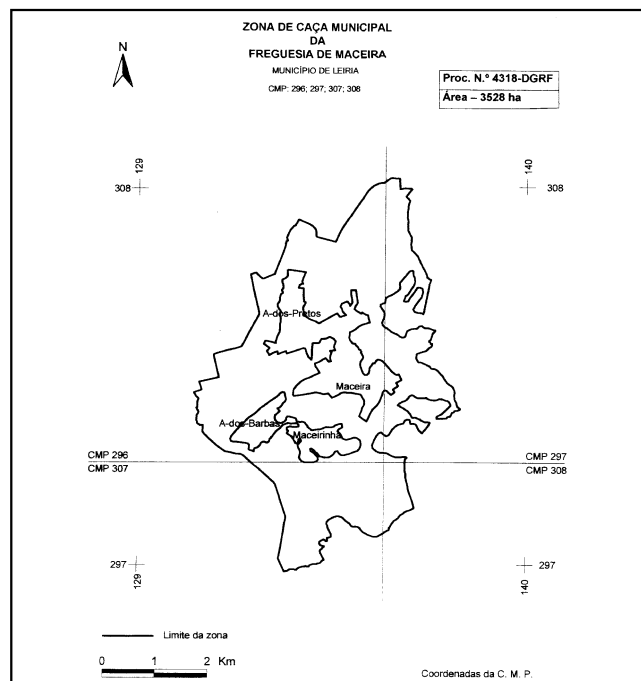 ZONA DE CAÇA MUNICIPAL
DA
FREGUESIA DE MACEIRA
MUNICÍPIO DE LEIRIA
CMP: 296; 297; 307; 308
N
Proc. N.º 4318-DGRF
Área – 3528 ha
129
140
308
308
A-dos-Pretos
Maceira
A-dos-Barbas
Maceirinha
CMP 296
CMP 297
CMP 307
CMP 308
297
297
129
140
Limite da zona
0 1 2 Km
Coordenadas da C. M. P.